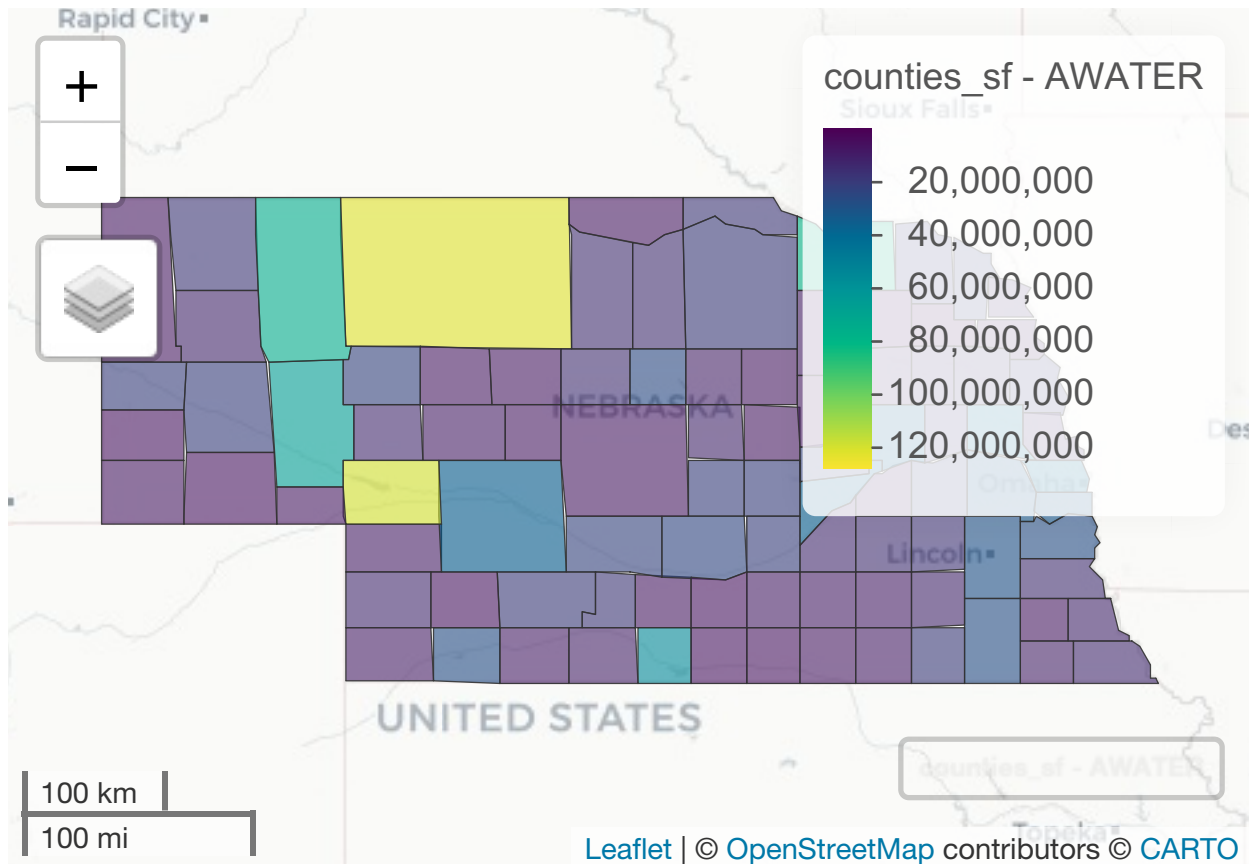 Rapid City
+
−
counties_sf - AWATER
Sioux Falls
20,000,000
40,000,000
60,000,000
80,000,000
100,000,000
120,000,000
NEBRASKA
Des
Omaha
Lincoln
UNITED STATES
counties_sf - AWATER
100 km
100 mi
Topeka
Leaflet | © OpenStreetMap contributors © CARTO